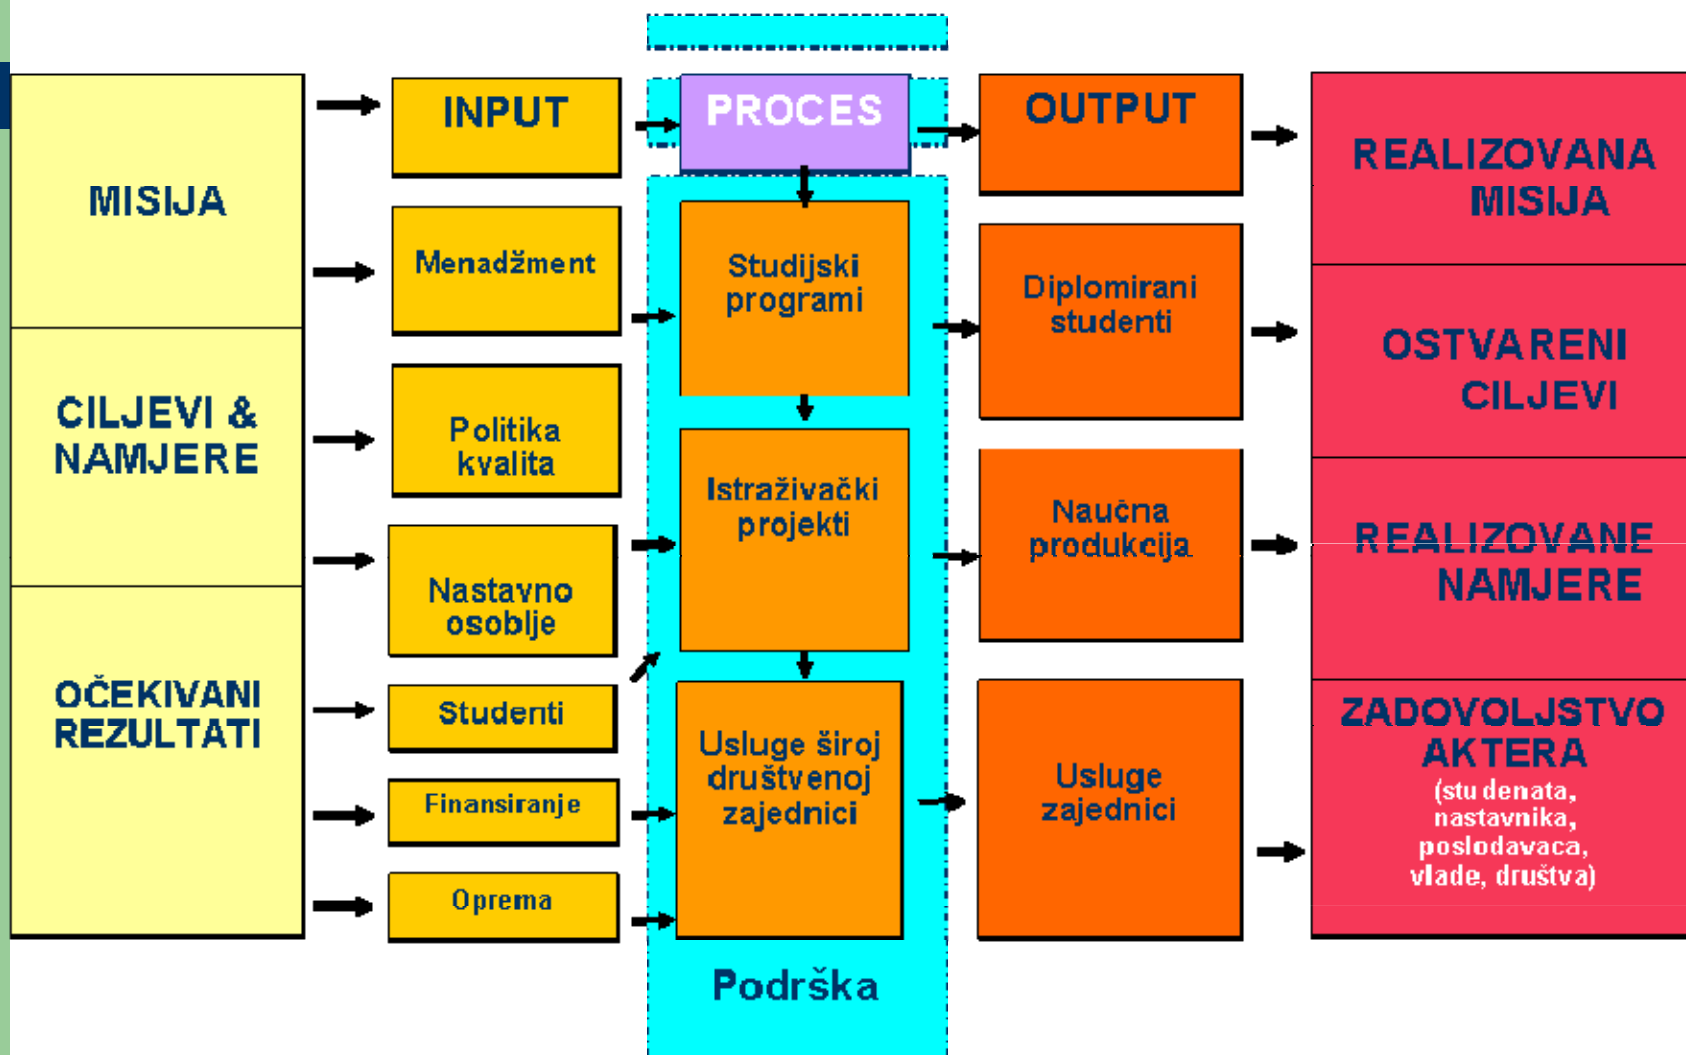 MISIJA
CILJEVI &
NAMJERE
OČEKIVANI
REZULTATI
INPUT
Menadžment
Politika
kvalita
Nastavno
osoblje
Studenti
Finansiranje
Oprema
PROCES
Studijski
programi
Istraživački
projekti
Usluge široj
društvenoj
zajednici
Podrška
OUTPUT
Diplomirani
studenti
Naučna
produkcija
Usluge
zajednici
REALIZOVANA
MISIJA
OSTVARENI
CILJEVI
REALIZOVANE
NAMJERE
ZADOVOLJSTVO
AKTERA
(studenata,
nastavnika,
poslodavaca,
vlade, društva)